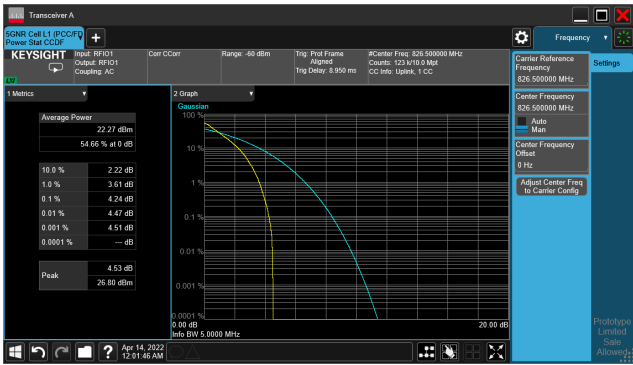 Transceiver A
5GNR Cell L1 (PCC/FD
Power Stat CCDF
Frequency
KEYSIGHT
Input: RFIO1
Output: RFIO1
Coupling: AC
Corr CCorr
Range: -60 dBm
Trig: Prot Frame
Aligned
Trig Delay: 8.950 ms
#Center Freq: 826.500000 MHz
Counts: 123 k/10.0 Mpt
CC Info: Uplink, 1 CC
1 Metrics
Average Power
22.27 dBm
54.66 % at 0 dB
10.0 % 2.22 dB
1.0 % 3.61 dB
0.1 % 4.24 dB
0.01 % 4.47 dB
0.001 % 4.51 dB
0.0001 % --- dB
Peak
4.53 dB
26.80 dBm
2 Graph
Gaussian
100 %
10 %
1 %
0.1 %
0.01 %
0.001 %
0.0001 %
0.00 dB 20.00 dB
Info BW 5.0000 MHz
Carrier Reference
Frequency
826.500000 MHz
Center Frequency
826.500000 MHz
Auto
Man
Center Frequency
Offset
0 Hz
Adjust Center Freq
to Carrier Config
Settings
Prototype
Limited
Sale
Allowed
Apr 14, 2022
12:01:46 AM